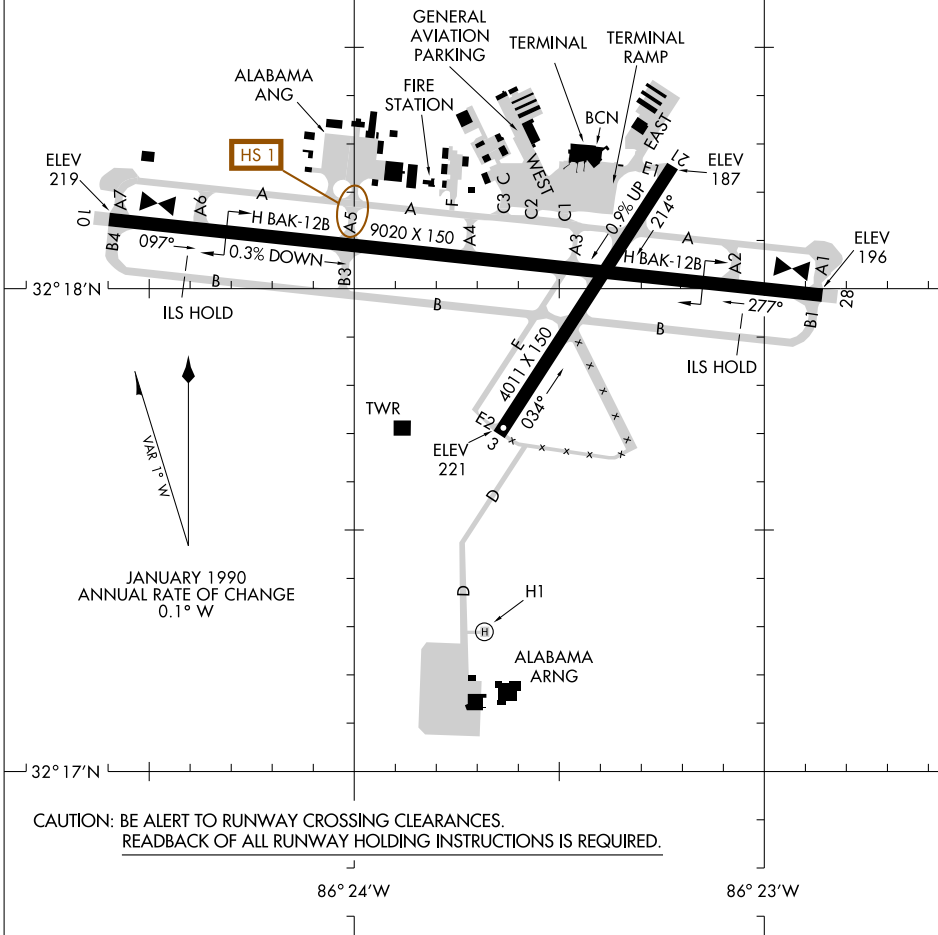 GENERAL
AVIATION
PARKING
TERMINAL
TERMINAL
RAMP
ALABAMA
ANG
FIRE
STATION
BCN
HS 1
EAST
WEST
ELEV
219
ELEV
187
E1
21
A7
A6
A
A5
A
F
C3
C
C2
C1
0.9% UP
214°
10
H BAK-12B
9020 X 150
A4
A3
A
ELEV
196
B4
097°
0.3% DOWN
B3
H BAK-12B
A2
A1
277°
28
B1
32° 18'N
B
B
B
ILS HOLD
ILS HOLD
E
4011 X 150
034°
E2
3
TWR
ELEV
221
VAR 1° W
D
JANUARY 1990
ANNUAL RATE OF CHANGE
0.1° W
D
H1
H
ALABAMA
ARNG
32° 17'N
CAUTION: BE ALERT TO RUNWAY CROSSING CLEARANCES.
READBACK OF ALL RUNWAY HOLDING INSTRUCTIONS IS REQUIRED.
86° 24'W
86° 23'W